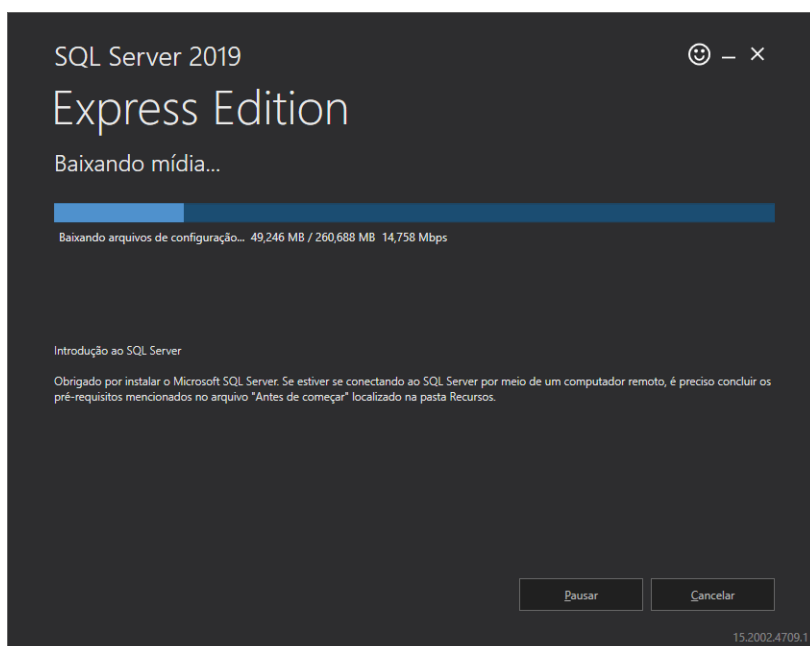 SQL Server 2019
Express Edition
Baixando mídia...
Baixando arquivos de configuração... 49,246 MB / 260,688 MB 14,758 Mbps
Introdução ao SQL Server
Obrigado por instalar o Microsoft SQL Server. Se estiver se conectando ao SQL Server por meio de um computador remoto, é preciso concluir os
pré-requisitos mencionados no arquivo "Antes de começar" localizado na pasta Recursos.
Pausar
Cancelar
15.2002.4709.1